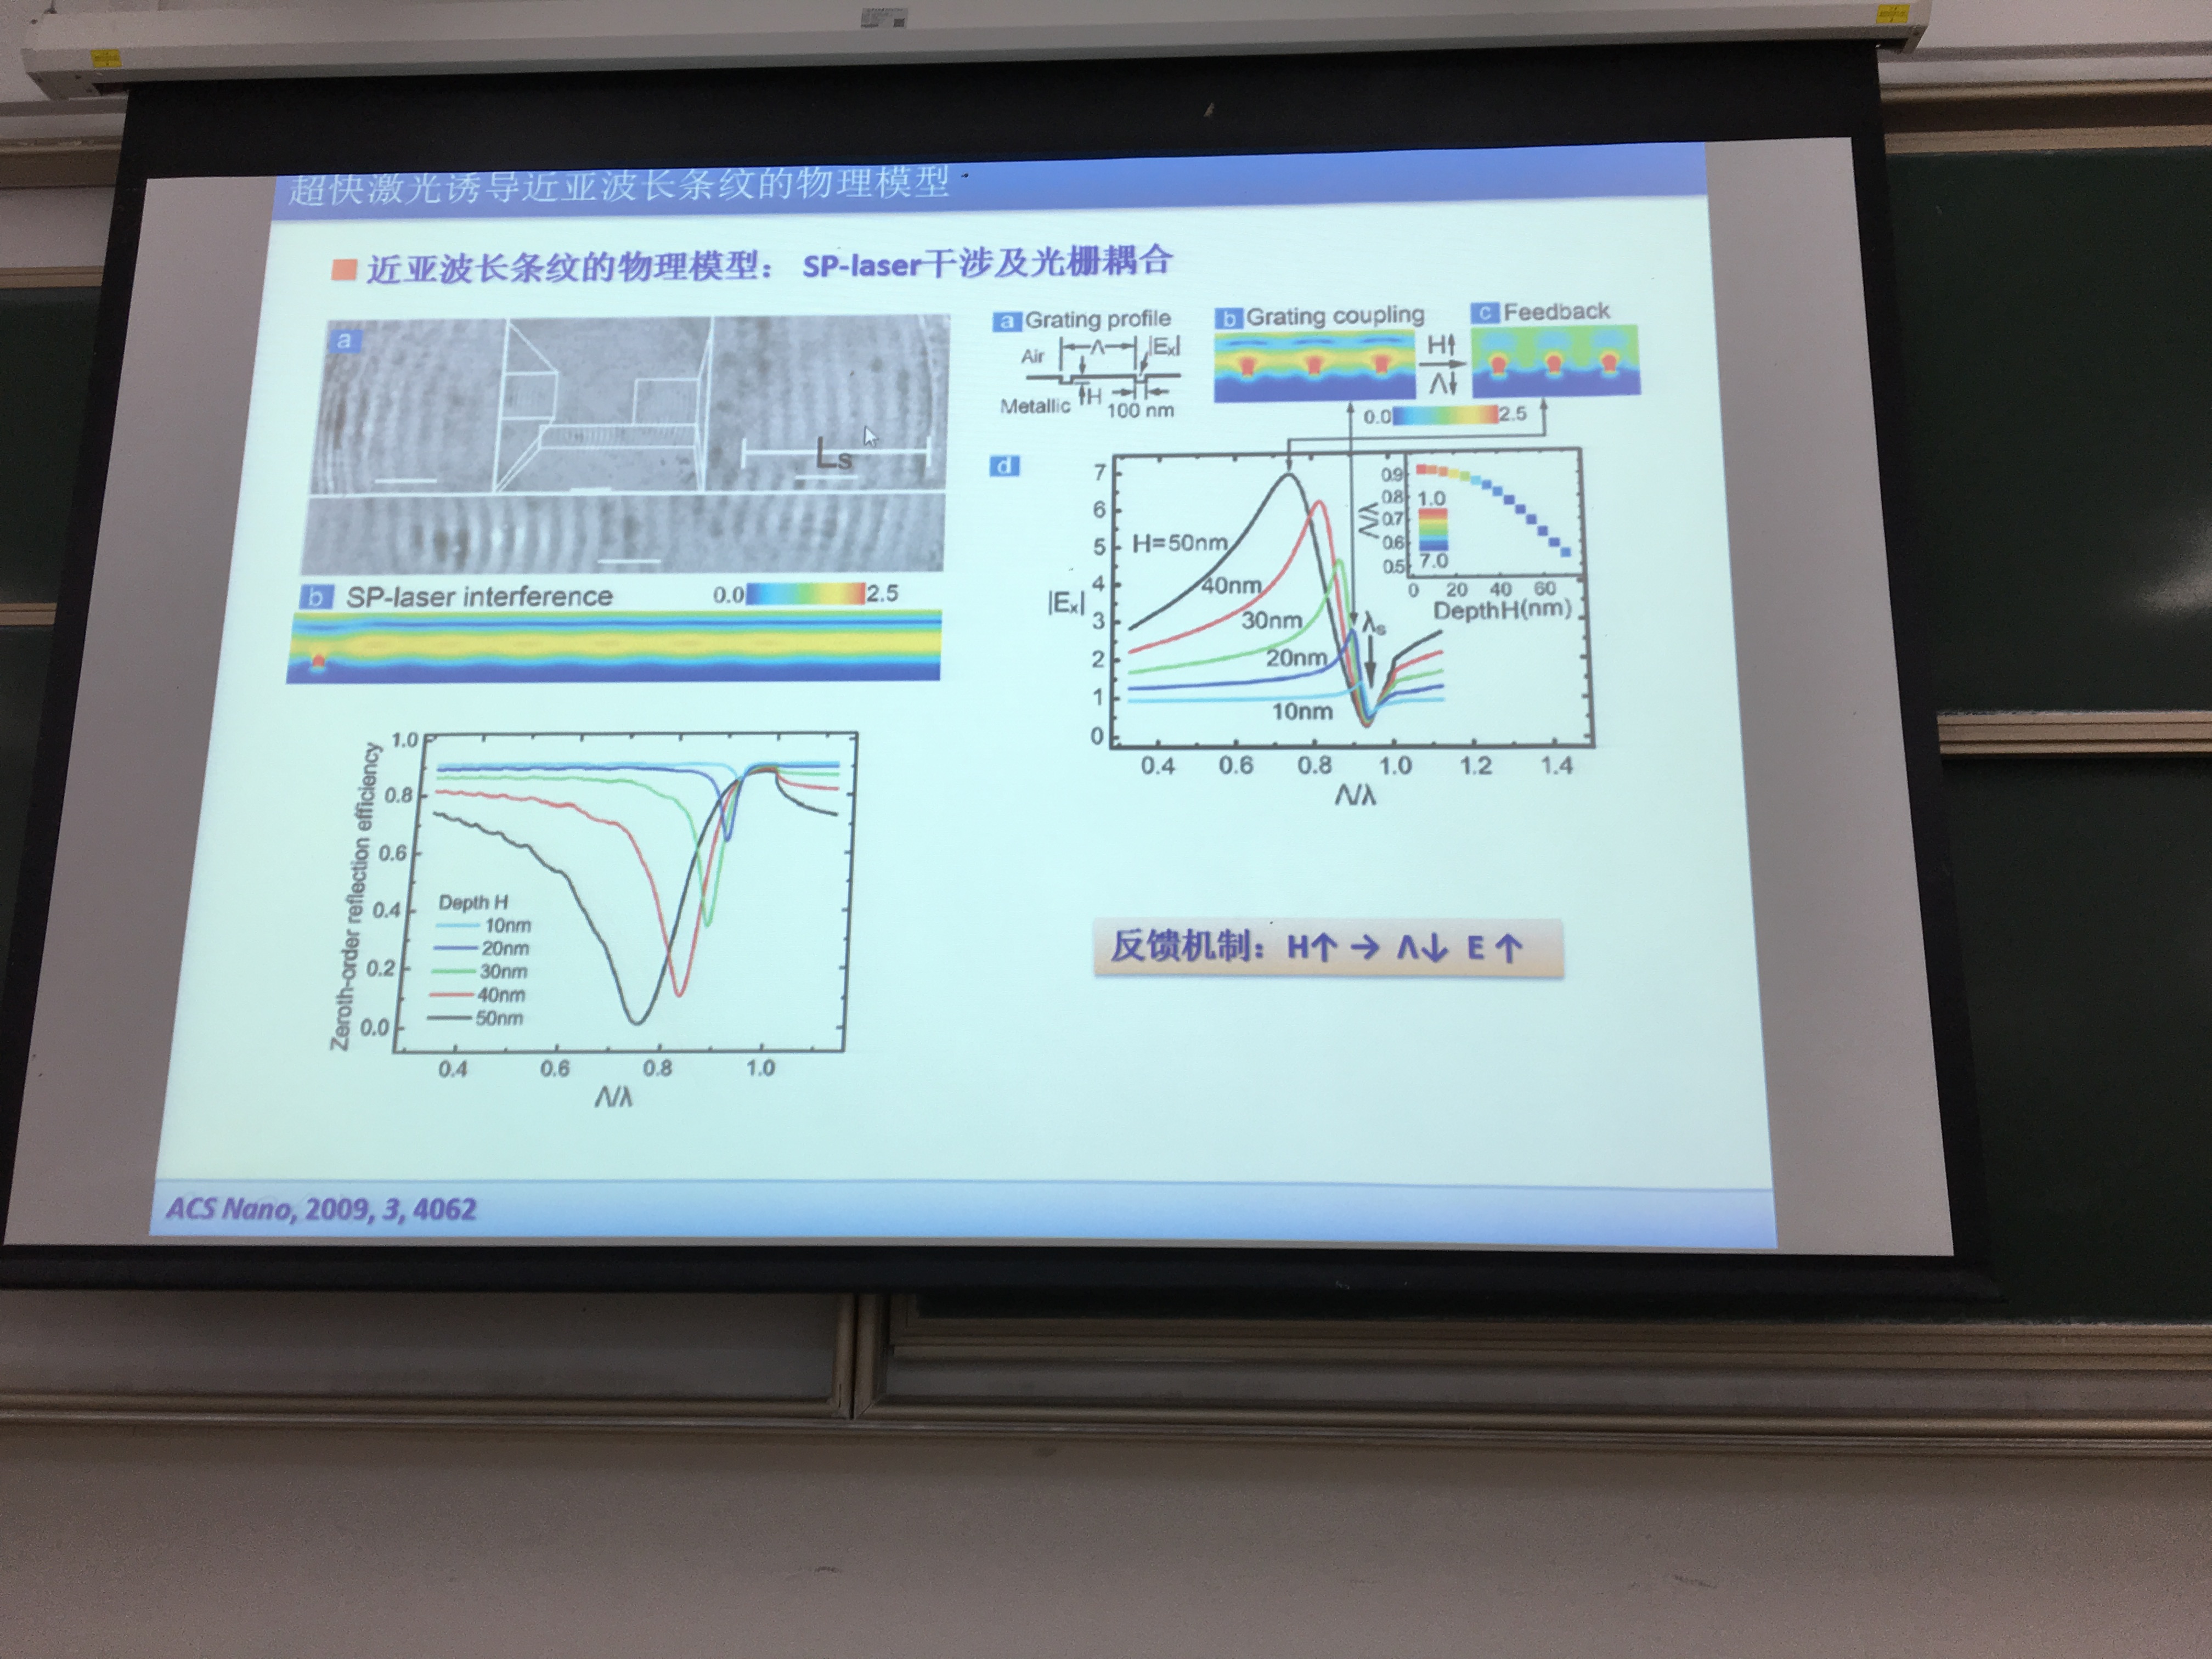 超快激光诱导近亚波长条纹的物理模型
近亚波长条纹的物理模型： SP-laser干涉及光栅耦合
a
Ls
b SP-laser interference 0.0 2.5
Zeroth-order reflection efficiency
1.0
0.8
0.6
0.4
0.2
0.0
Depth H
10nm
20nm
30nm
40nm
50nm
0.4 0.6 0.8 1.0
Λ/λ
a Grating profile
Air Λ |Ex|
Metallic H 100 nm
b Grating coupling
H↑
Λ↓
c Feedback
0.0 2.5
d
|Ex|
7
6
5
4
3
2
1
0
H=50nm
40nm
30nm
20nm
10nm
λs
0.4 0.6 0.8 1.0 1.2 1.4
Λ/λ
Λ/λ
0.9
0.8
0.7
0.6
0.5
1.0
7.0
0 20 40 60
DepthH(nm)
反馈机制：H↑ → Λ↓ E ↑
ACS Nano, 2009, 3, 4062